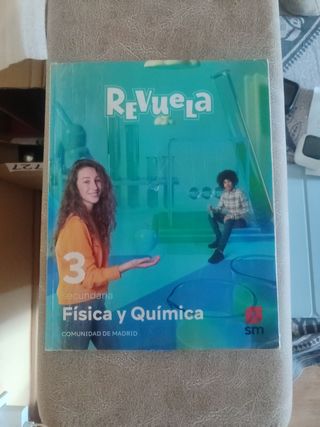 REVUELA
3
secundaria
Física y Química
COMUNIDAD DE MADRID
sm